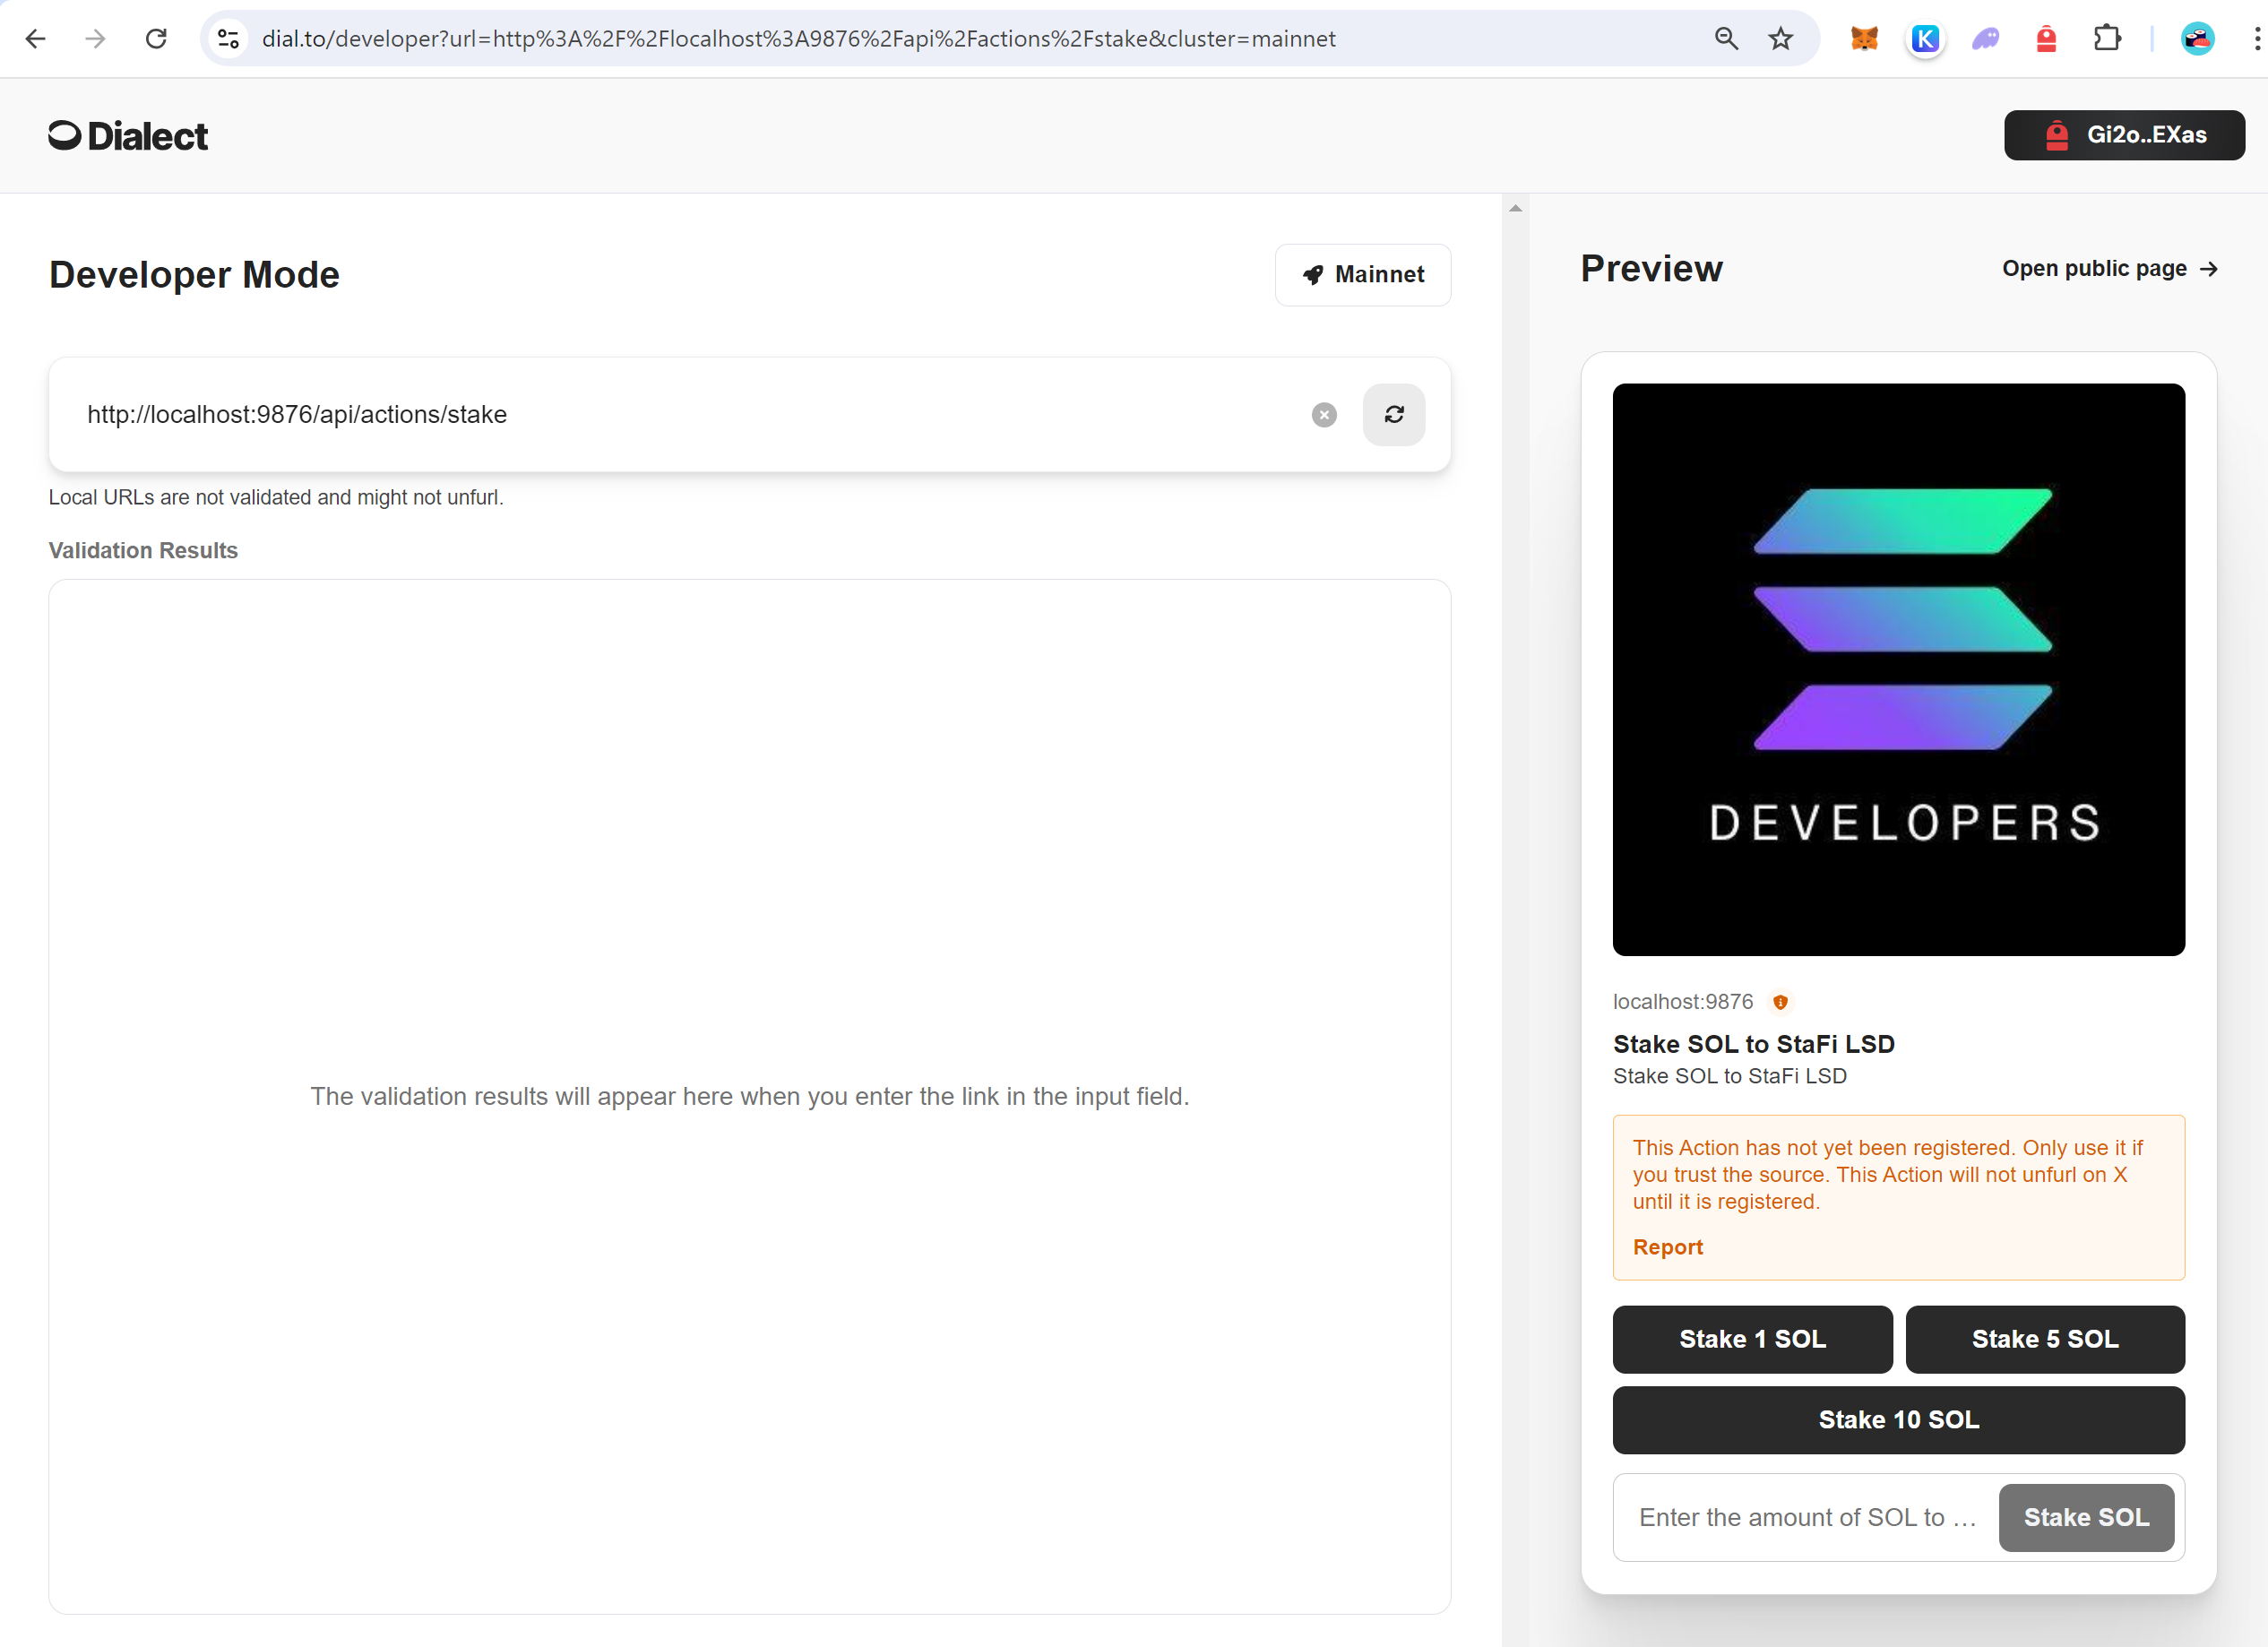 dial.to/developer?url=http%3A%2F%2Flocalhost%3A9876%2Fapi%2Factions%2Fstake&cluster=mainnet
K
Dialect
Gi2o..EXas
Developer Mode
Mainnet
http://localhost:9876/api/actions/stake
Local URLs are not validated and might not unfurl.
Validation Results
The validation results will appear here when you enter the link in the input field.
Preview
Open public page →
DEVELOPERS
localhost:9876
Stake SOL to StaFi LSD
Stake SOL to StaFi LSD
This Action has not yet been registered. Only use it if
you trust the source. This Action will not unfurl on X
until it is registered.
Report
Stake 1 SOL
Stake 5 SOL
Stake 10 SOL
Enter the amount of SOL to …
Stake SOL